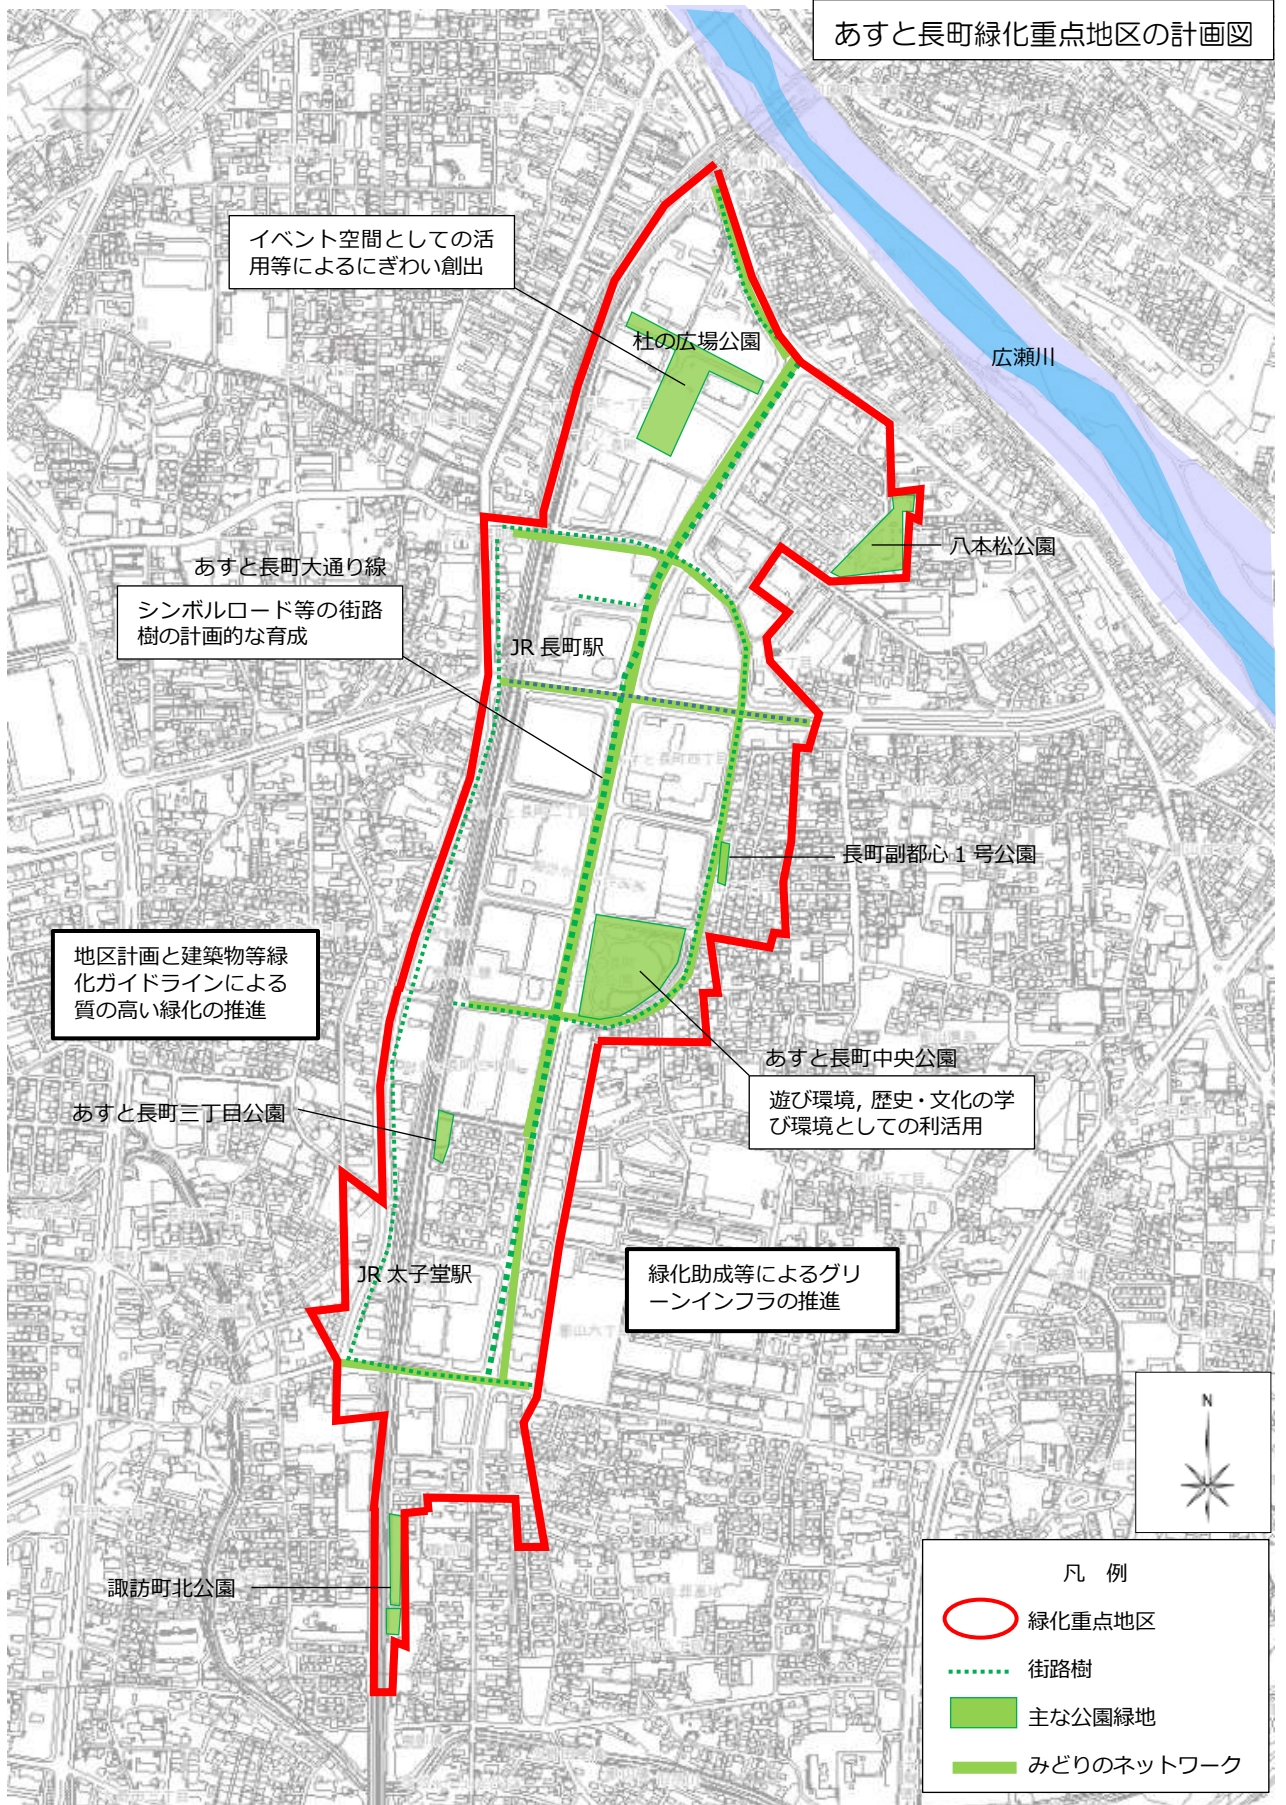 あすと長町緑化重点地区の計画図
イベント空間としての活
用等によるにぎわい創出
杜の広場公園
広瀬川
八本松公園
あすと長町大通り線
シンボルロード等の街路
樹の計画的な育成
JR 長町駅
長町副都心 1 号公園
地区計画と建築物等緑
化ガイドラインによる
質の高い緑化の推進
あすと長町中央公園
遊び環境, 歴史・文化の学
び環境としての利活用
あすと長町三丁目公園
JR 太子堂駅
緑化助成等によるグリ
ーンインフラの推進
諏訪町北公園
N
凡 例
緑化重点地区
街路樹
主な公園緑地
みどりのネットワーク